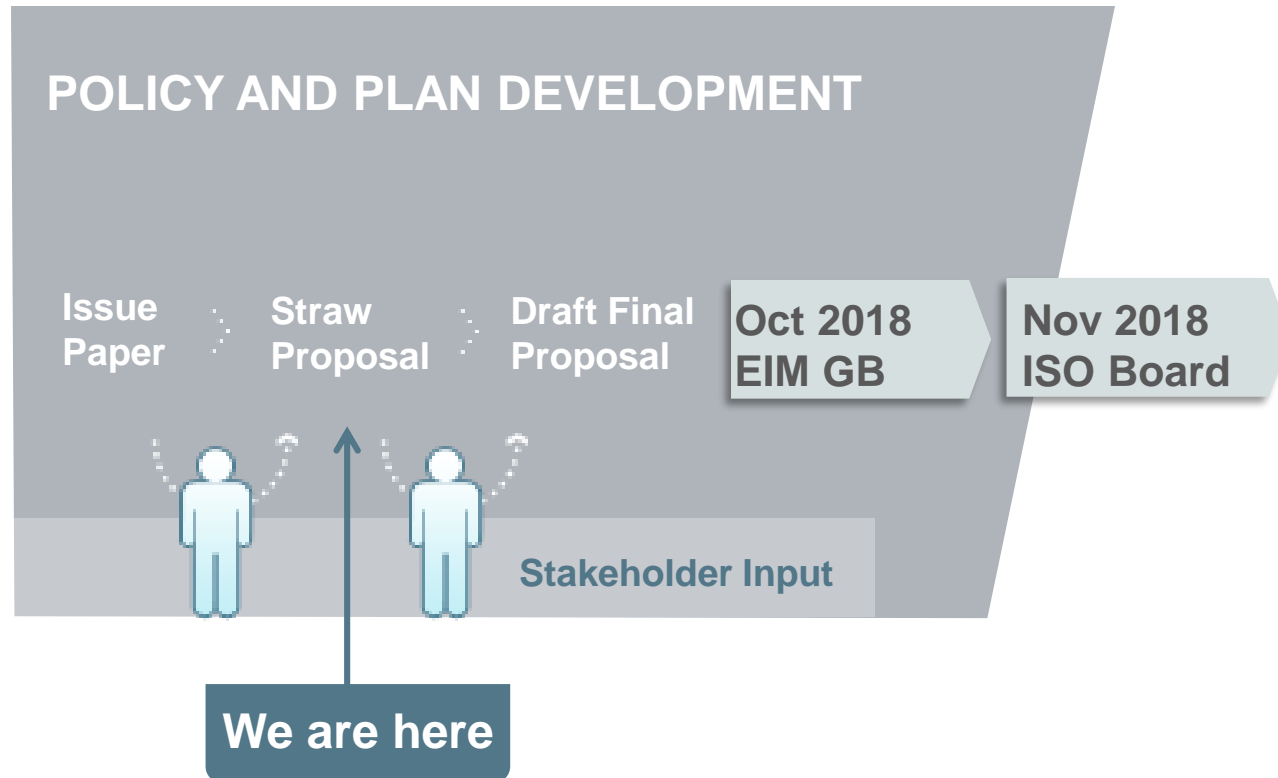 POLICY AND PLAN DEVELOPMENT
Issue
Paper
Straw
Proposal
Draft Final
Proposal
Oct 2018
EIM GB
Nov 2018
ISO Board
Stakeholder Input
We are here